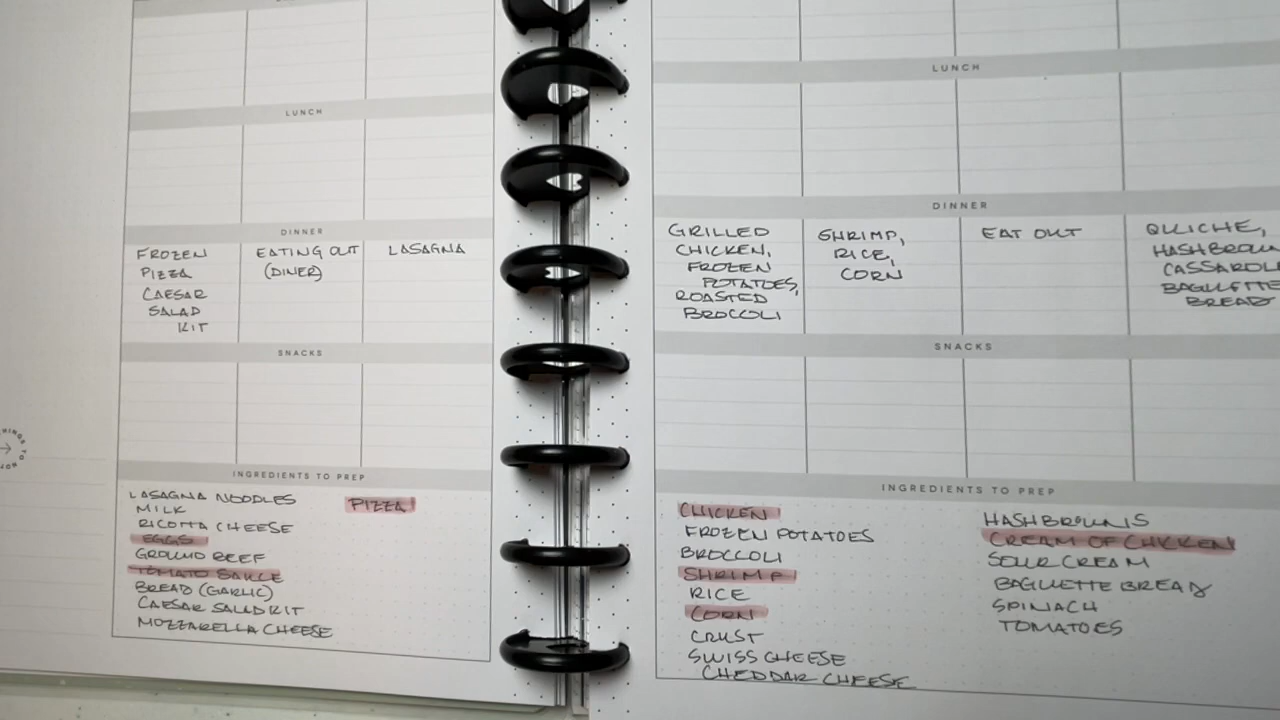 LUNCH
DINNER
FROZEN
PIZZA
CAESAR
SALAD
KIT
EATING OUT
(DINER)
LASAGNA
SNACKS
INGREDIENTS TO PREP
LASAGNA NOODLES
MILK
RICOTTA CHEESE
EGGS
GROUND BEEF
TOMATO SAUCE
BREAD (GARLIC)
CAESAR SALAD KIT
MOZZARELLA CHEESE
PIZZA
LUNCH
DINNER
GRILLED
CHICKEN,
FROZEN
POTATOES,
ROASTED
BROCCOLI
SHRIMP,
RICE,
CORN
EAT OUT
QUICHE,
HASHBROWN
CASSAROL
BAGUETTE
BREAD
SNACKS
INGREDIENTS TO PREP
CHICKEN
FROZEN POTATOES
BROCCOLI
SHRIMP
RICE
CORN
CRUST
SWISS CHEESE
CHEDDAR CHEESE
HASHBROWNS
CREAM OF CHICKEN
SOUR CREAM
BAGUETTE BREAD
SPINACH
TOMATOES